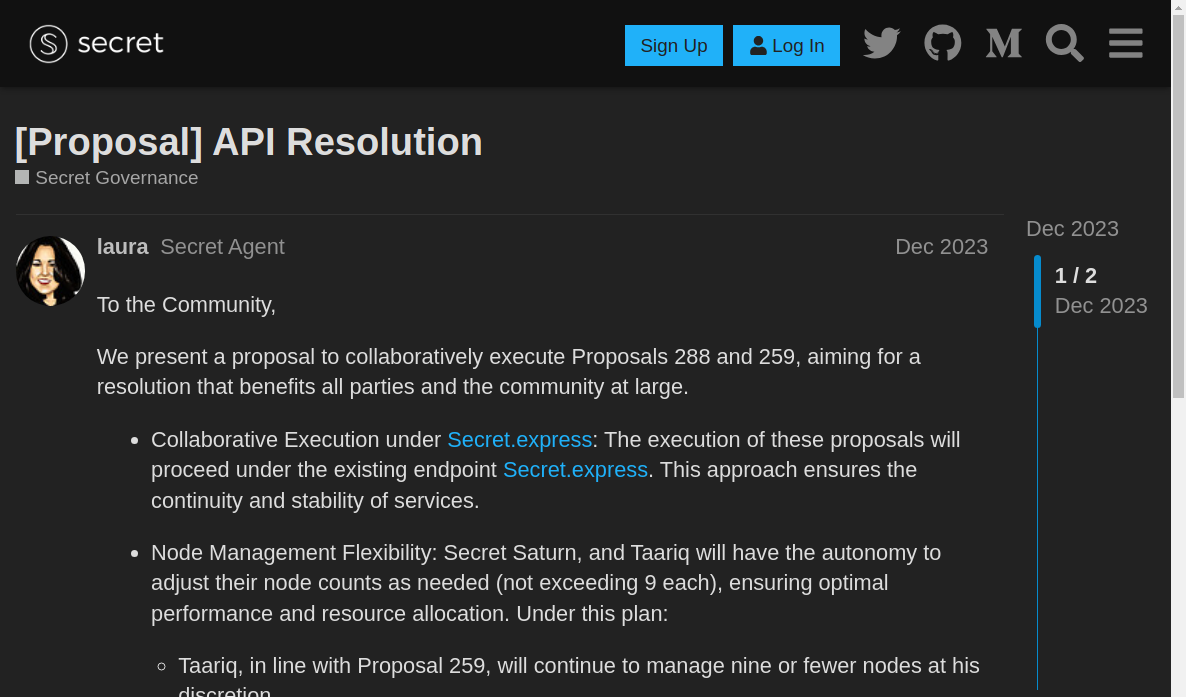 secret
Sign Up
Log In
[Proposal] API Resolution
Secret Governance
laura Secret Agent
Dec 2023
Dec 2023
1 / 2
Dec 2023
To the Community,
We present a proposal to collaboratively execute Proposals 288 and 259, aiming for a
resolution that benefits all parties and the community at large.
Collaborative Execution under Secret.express: The execution of these proposals will
proceed under the existing endpoint Secret.express. This approach ensures the
continuity and stability of services.
Node Management Flexibility: Secret Saturn, and Taariq will have the autonomy to
adjust their node counts as needed (not exceeding 9 each), ensuring optimal
performance and resource allocation. Under this plan:
Taariq, in line with Proposal 259, will continue to manage nine or fewer nodes at his
discretion